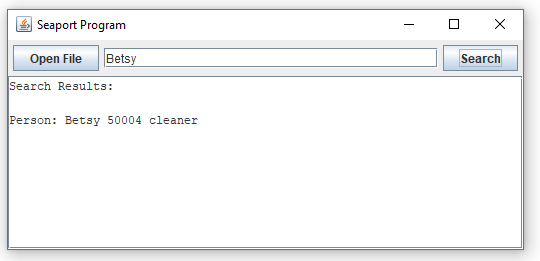 Seaport Program
Open File Betsy Search
Search Results:
Person: Betsy 50004 cleaner